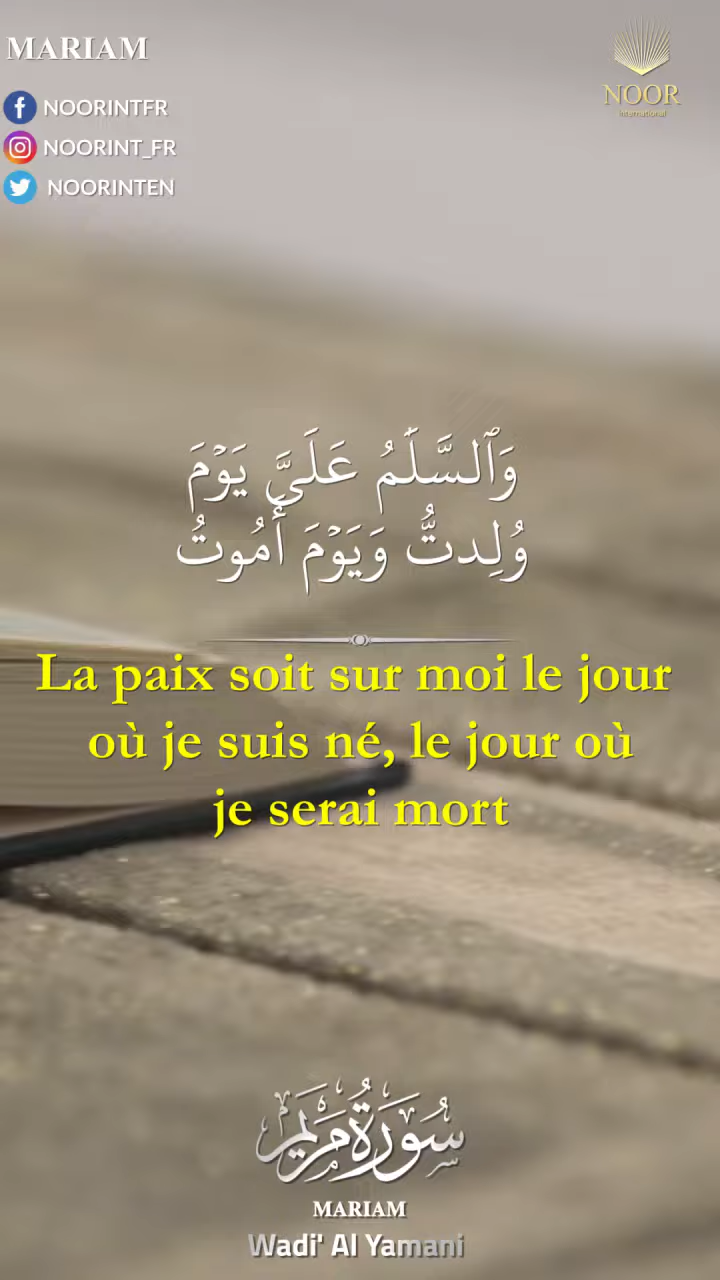 MARIAM
NOOR
International
NOORINTFR
NOORINT_FR
NOORINTEN
وَٱلسَّلَٰمُ عَلَيَّ يَوۡمَ
وُلِدتُّ وَيَوۡمَ أَمُوتُ
La paix soit sur moi le jour
où je suis né, le jour où
je serai mort
سُورَةُ مَرْيَم
MARIAM
Wadi' Al Yamani